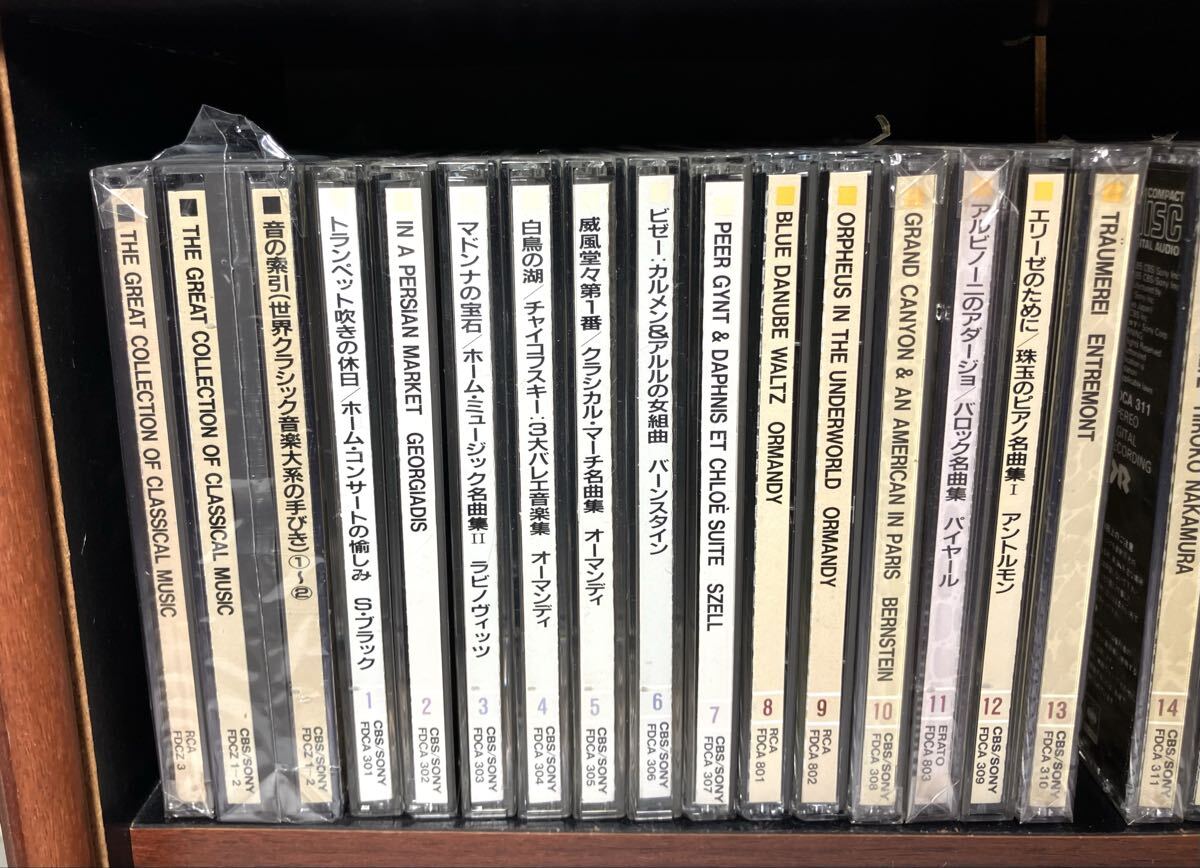 THE GREAT COLLECTION OF CLASSICAL MUSIC
RCA
FDCZ 3
THE GREAT COLLECTION OF CLASSICAL MUSIC
CBS/SONY
FDCZ 1-2
音の索引(世界クラシック音楽大系の手びき)①〜②
CBS/SONY
FDCZ 1-2
トランペット吹きの休日/ホーム・コンサートの愉しみ S・ブラック
1
CBS/SONY
FDCA 301
IN A PERSIAN MARKET GEORGIADIS
2
CBS/SONY
FDCA 302
マドンナの宝石/ホーム・ミュージック名曲集II ラビノヴィッツ
3
CBS/SONY
FDCA 303
白鳥の湖/チャイコフスキー:3大バレエ音楽集 オーマンディ
4
CBS/SONY
FDCA 304
威風堂々第1番/クラシカル・マーチ名曲集 オーマンディ
5
CBS/SONY
FDCA 305
ビゼー:カルメン&アルルの女組曲 バーンスタイン
6
CBS/SONY
FDCA 306
PEER GYNT & DAPHNIS ET CHLOÉ SUITE SZELL
7
CBS/SONY
FDCA 307
BLUE DANUBE WALTZ ORMANDY
8
RCA
FDCA 801
ORPHEUS IN THE UNDERWORLD ORMANDY
9
RCA
FDCA 802
GRAND CANYON & AN AMERICAN IN PARIS BERNSTEIN
10
CBS/SONY
FDCA 308
アルビノーニのアダージョ/バロック名曲集 パイヤール
11
ERATO
FDCA 803
エリーゼのために/珠玉のピアノ名曲集I アントルモン
12
CBS/SONY
FDCA 309
TRÄUMEREI ENTREMONT
13
CBS/SONY
FDCA 310
COMPACT
DISC
DIGITAL AUDIO
FDCA 311
STEREO
DIGITAL
RECORDING
HIROKO NAKAMURA
14
CBS/SONY
FDCA 311